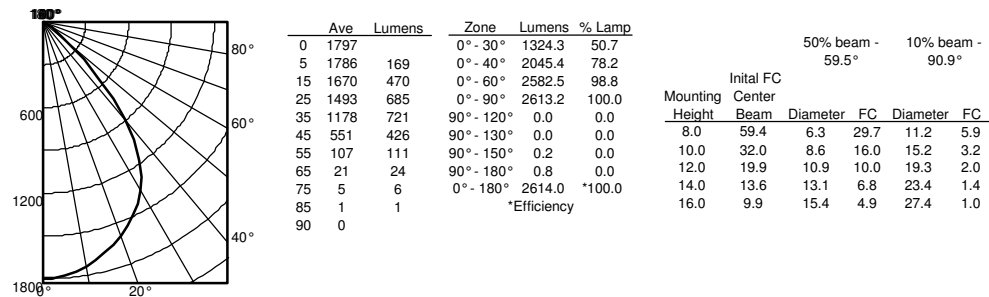 180°
80°
600
60°
1200
40°
1800
0°
20°
Ave Lumens
0 1797
5 1786 169
15 1670 470
25 1493 685
35 1178 721
45 551 426
55 107 111
65 21 24
75 5 6
85 1 1
90 0
Zone Lumens % Lamp
0° - 30° 1324.3 50.7
0° - 40° 2045.4 78.2
0° - 60° 2582.5 98.8
0° - 90° 2613.2 100.0
90° - 120° 0.0 0.0
90° - 130° 0.0 0.0
90° - 150° 0.2 0.0
90° - 180° 0.8 0.0
0° - 180° 2614.0 *100.0
*Efficiency
50% beam - 10% beam -
59.5° 90.9°
Inital FC
Mounting Center
Height Beam Diameter FC Diameter FC
8.0 59.4 6.3 29.7 11.2 5.9
10.0 32.0 8.6 16.0 15.2 3.2
12.0 19.9 10.9 10.0 19.3 2.0
14.0 13.6 13.1 6.8 23.4 1.4
16.0 9.9 15.4 4.9 27.4 1.0